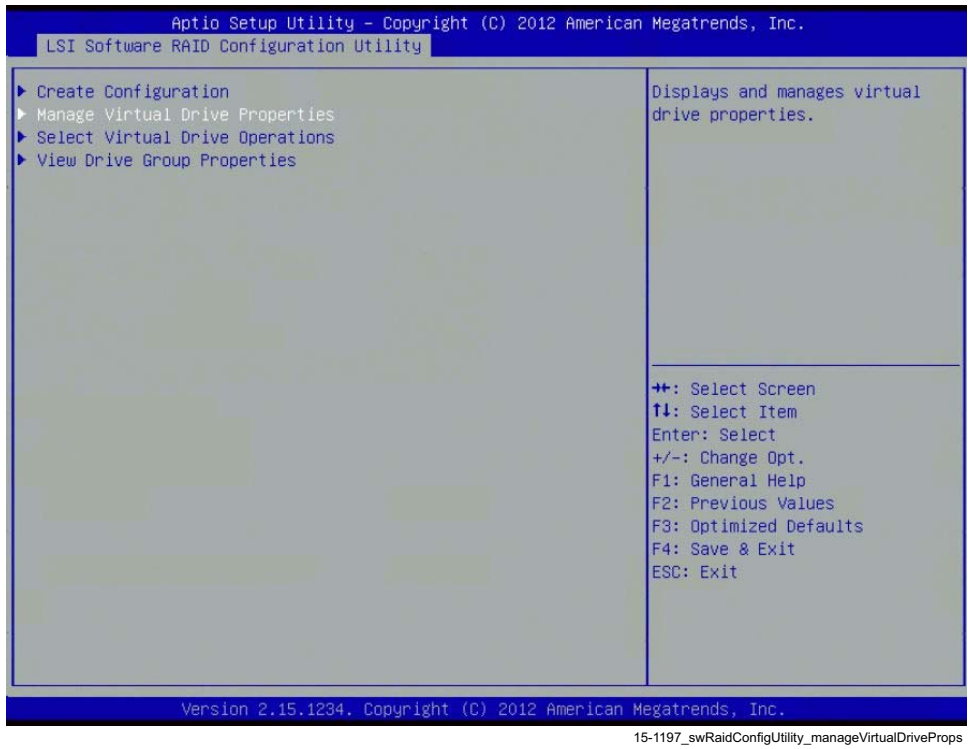 Aptio Setup Utility – Copyright (C) 2012 American Megatrends, Inc.
LSI Software RAID Configuration Utility
Create Configuration
Manage Virtual Drive Properties
Select Virtual Drive Operations
View Drive Group Properties
Displays and manages virtual
drive properties.
→←: Select Screen
↑↓: Select Item
Enter: Select
+/-: Change Opt.
F1: General Help
F2: Previous Values
F3: Optimized Defaults
F4: Save & Exit
ESC: Exit
Version 2.15.1234. Copyright (C) 2012 American Megatrends, Inc.
15-1197_swRaidConfigUtility_manageVirtualDriveProps